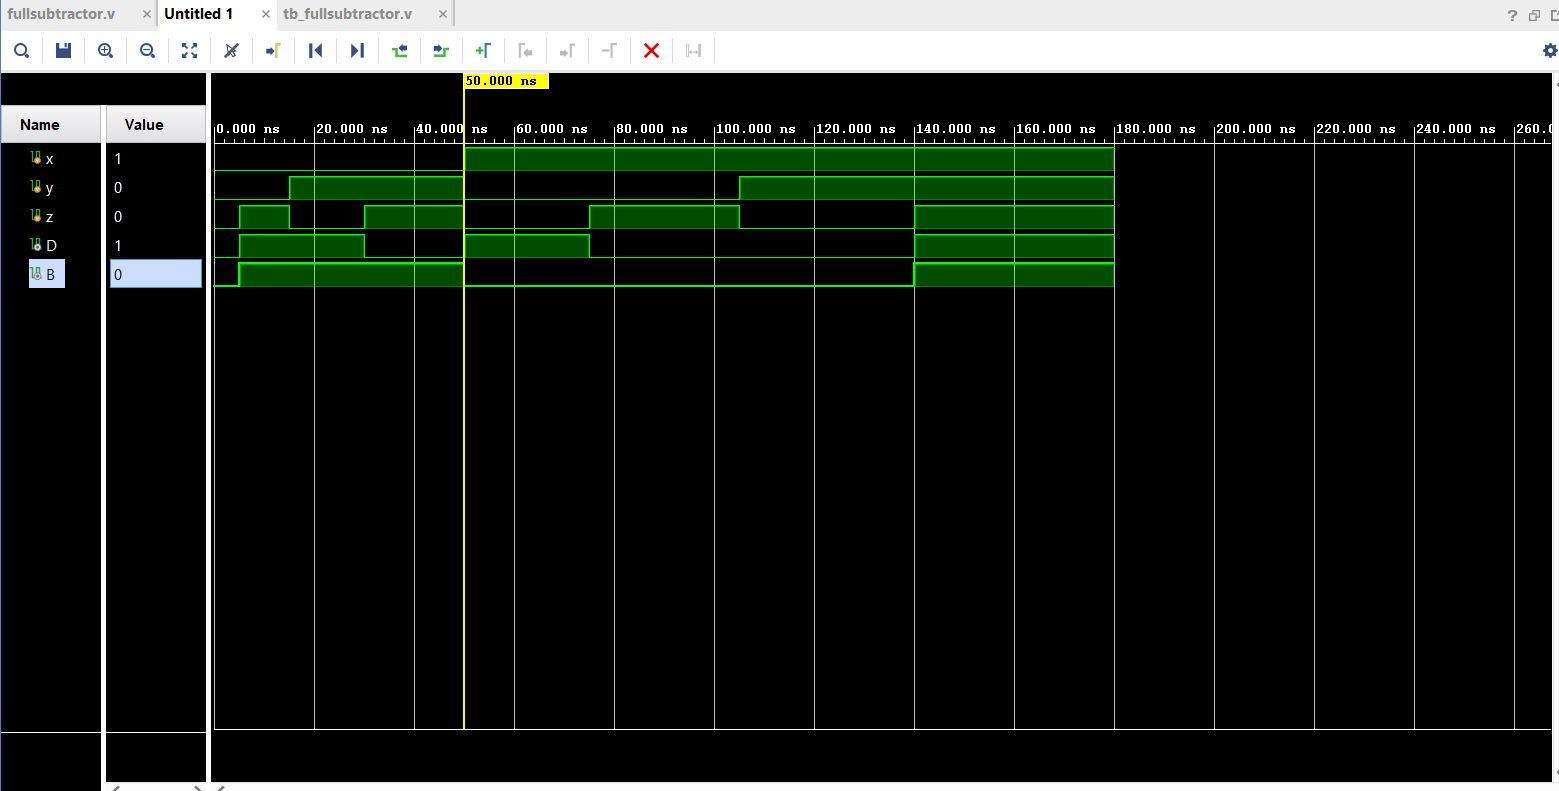 fullsubtractor.v × Untitled 1 × tb_fullsubtractor.v ×
50.000 ns
Name Value
0.000 ns 20.000 ns 40.000 ns 60.000 ns 80.000 ns 100.000 ns 120.000 ns 140.000 ns 160.000 ns 180.000 ns 200.000 ns 220.000 ns 240.000 ns 260.0
x 1
y 0
z 0
D 1
B 0